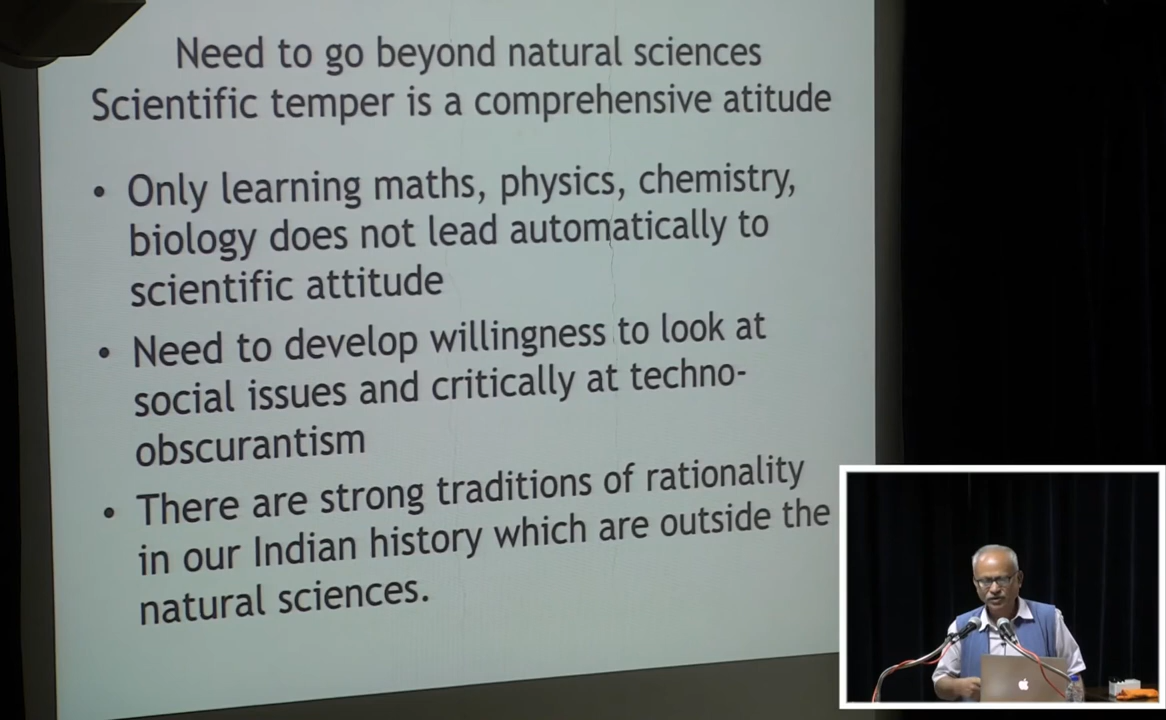 Need to go beyond natural sciences
Scientific temper is a comprehensive atitude
• Only learning maths, physics, chemistry,
biology does not lead automatically to
scientific attitude
• Need to develop willingness to look at
social issues and critically at techno-
obscurantism
• There are strong traditions of rationality
in our Indian history which are outside the
natural sciences.